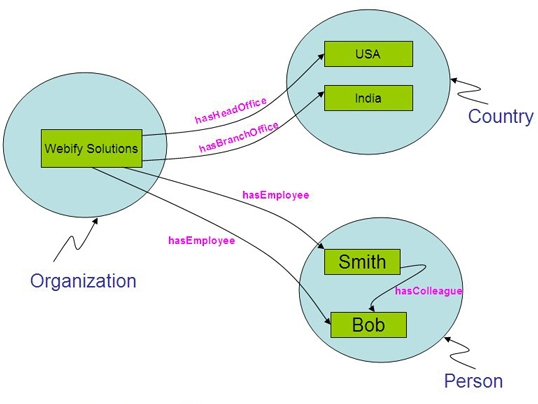 USA
hasHeadOffice
India
Country
Webify Solutions
hasBranchOffice
hasEmployee
hasEmployee
Organization
Smith
hasColleague
Bob
Person